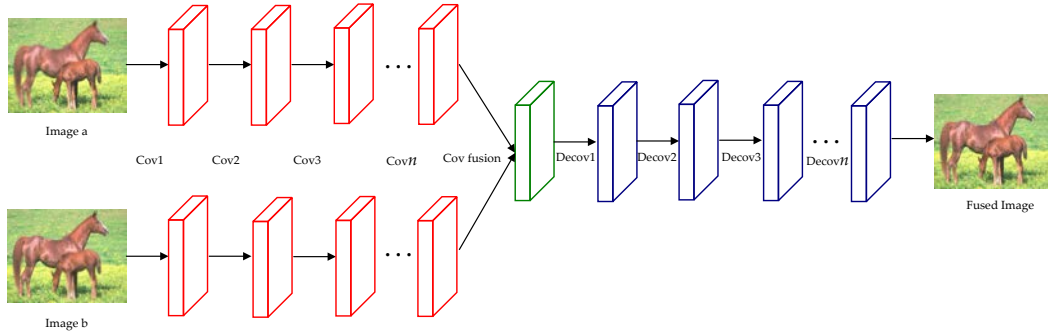 Image a
Cov1
Cov2
Cov3
Covn
Cov fusion
Decov1
Decov2
Decov3
Decovn
Fused Image
Image b